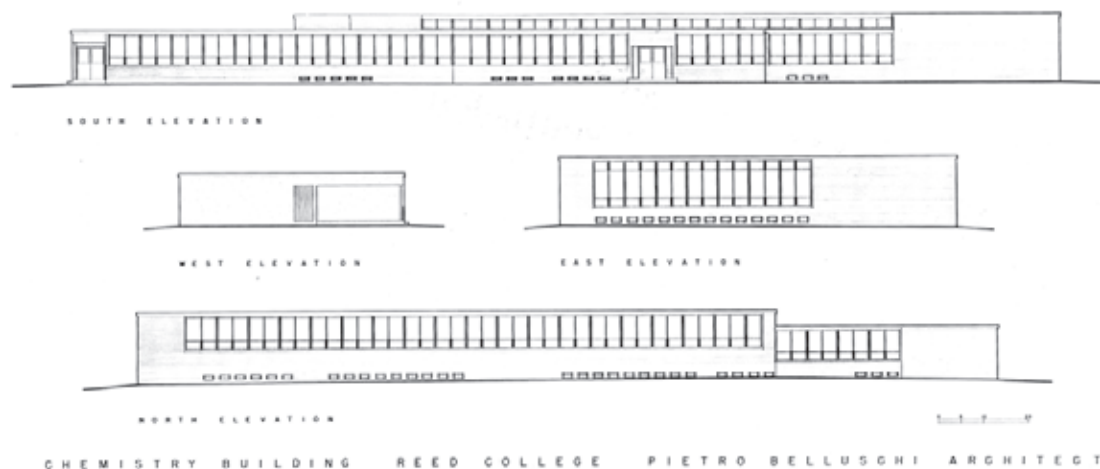 SOUTH ELEVATION
WEST ELEVATION
EAST ELEVATION
NORTH ELEVATION
CHEMISTRY BUILDING REED COLLEGE PIETRO BELLUSCHI ARCHITECT